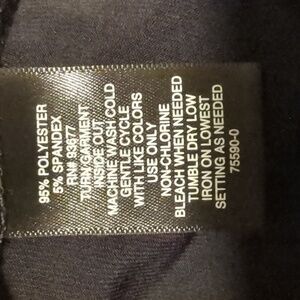 95% POLYESTER
5% SPANDEX
RN# 93677
TURN GARMENT
INSIDE OUT
MACHINE WASH COLD
GENTLE CYCLE
WITH LIKE COLORS
USE ONLY
NON-CHLORINE
BLEACH WHEN NEEDED
TUMBLE DRY LOW
IRON ON LOWEST
SETTING AS NEEDED
75590-0